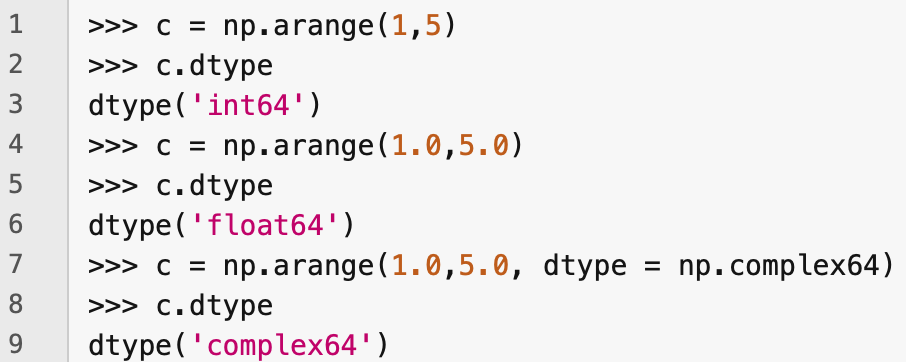 1 >>> c = np.arange(1,5)
2 >>> c.dtype
3 dtype('int64')
4 >>> c = np.arange(1.0,5.0)
5 >>> c.dtype
6 dtype('float64')
7 >>> c = np.arange(1.0,5.0, dtype = np.complex64)
8 >>> c.dtype
9 dtype('complex64')